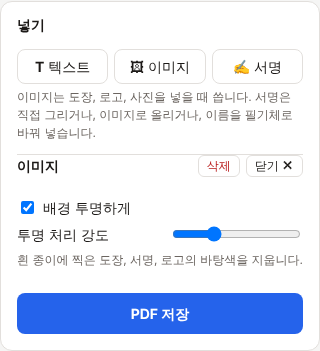 넣기
T 텍스트
🖼 이미지
✍ 서명
이미지는 도장, 로고, 사진을 넣을 때 씁니다. 서명은
직접 그리거나, 이미지로 올리거나, 이름을 필기체로
바꿔 넣습니다.
이미지
삭제
닫기 ✕
배경 투명하게
투명 처리 강도
흰 종이에 찍은 도장, 서명, 로고의 바탕색을 지웁니다.
PDF 저장